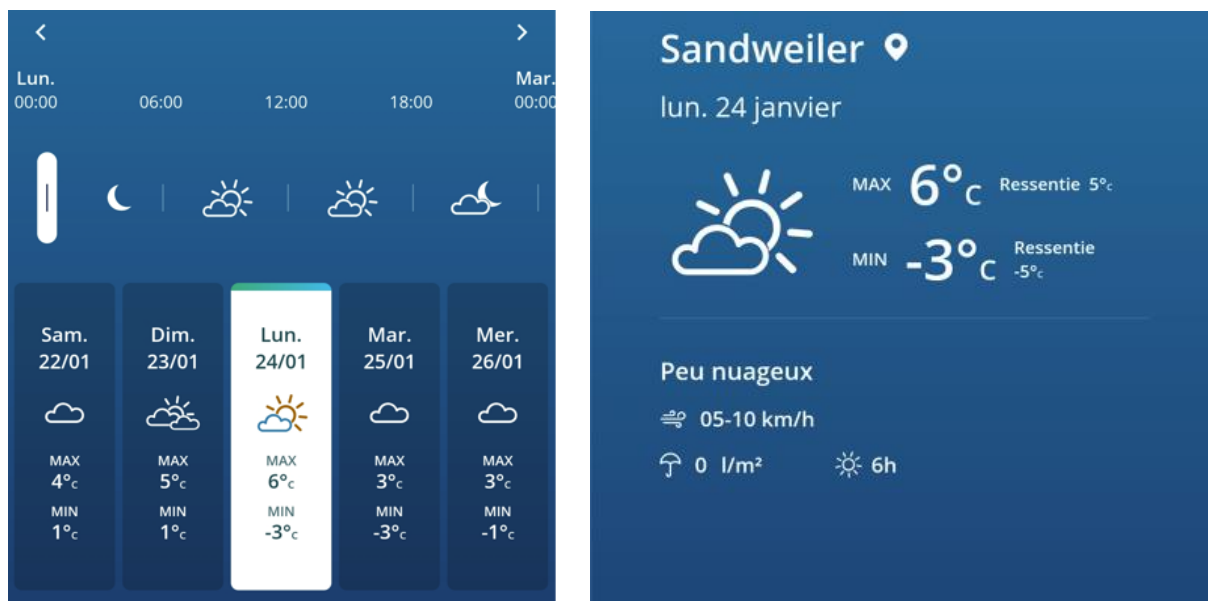 Lun. Mar.
00:00 06:00 12:00 18:00 00:00
Sam. Dim. Lun. Mar. Mer.
22/01 23/01 24/01 25/01 26/01
MAX MAX MAX MAX MAX
4°c 5°c 6°c 3°c 3°c
MIN MIN MIN MIN MIN
1°c 1°c -3°c -3°c -1°c
Sandweiler
lun. 24 janvier
MAX 6°C Ressentie 5°c
MIN -3°C Ressentie
-5°c
Peu nuageux
05-10 km/h
0 l/m² 6h